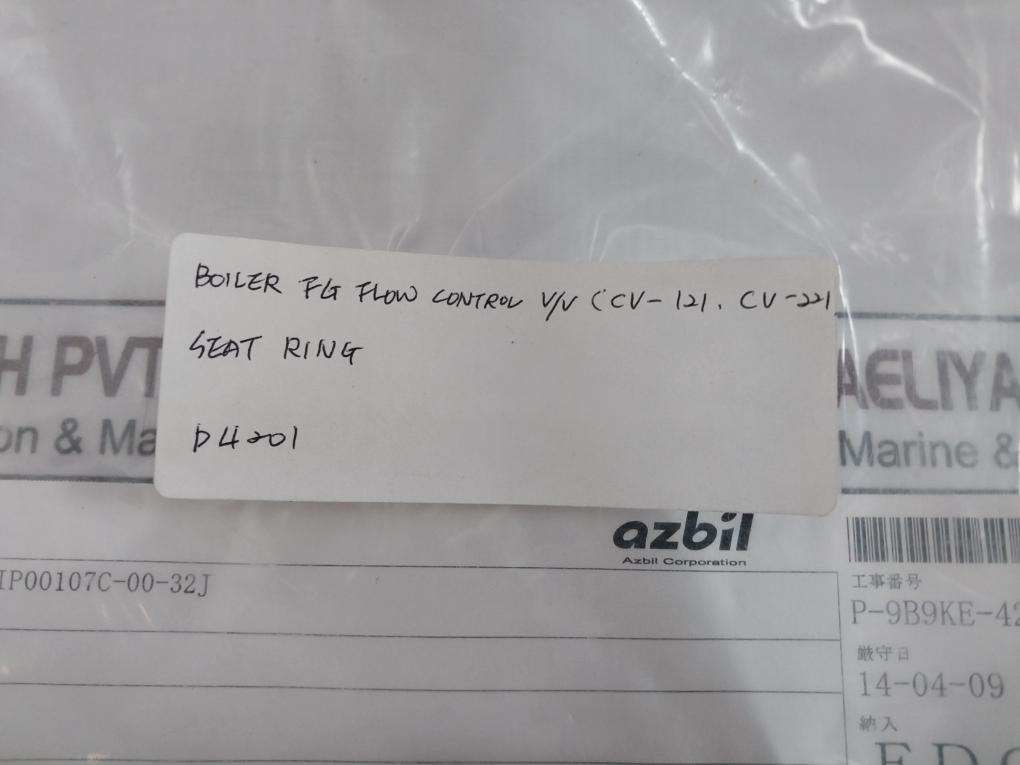 BOILER FG FLOW CONTROL V/V (CV-121. CV-221
SEAT RING
D4201
H PVT
on & Ma
AELIYA
Marine &
azbil
Azbil Corporation
IP00107C-00-32J
工事番号
P-9B9KE-42
厳守日
14-04-09
納入